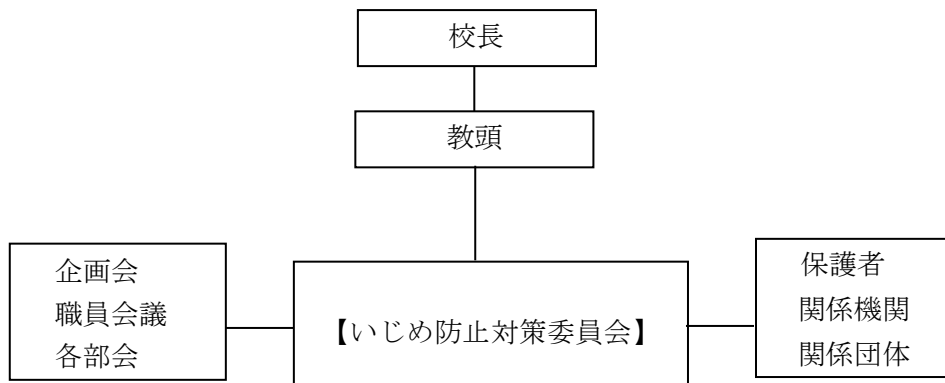 校長
教頭
企画会
職員会議
各部会
【いじめ防止対策委員会】
保護者
関係機関
関係団体